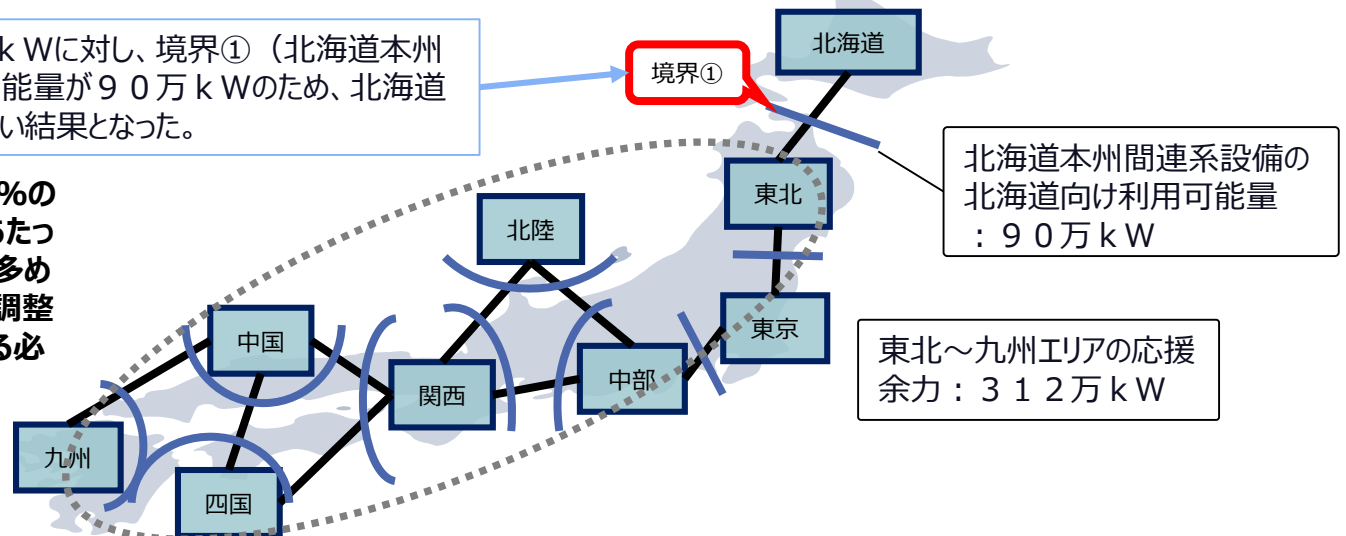 ｋＷに対し、境界①（北海道本州
能量が９０万ｋＷのため、北海道
い結果となった。
境界①
北海道
北海道本州間連系設備の
北海道向け利用可能量
：９０万ｋＷ
%の
たっ
多め
調整
る必
東北
北陸
東京
中国
関西
中部
東北～九州エリアの応援
余力：３１２万ｋＷ
九州
四国